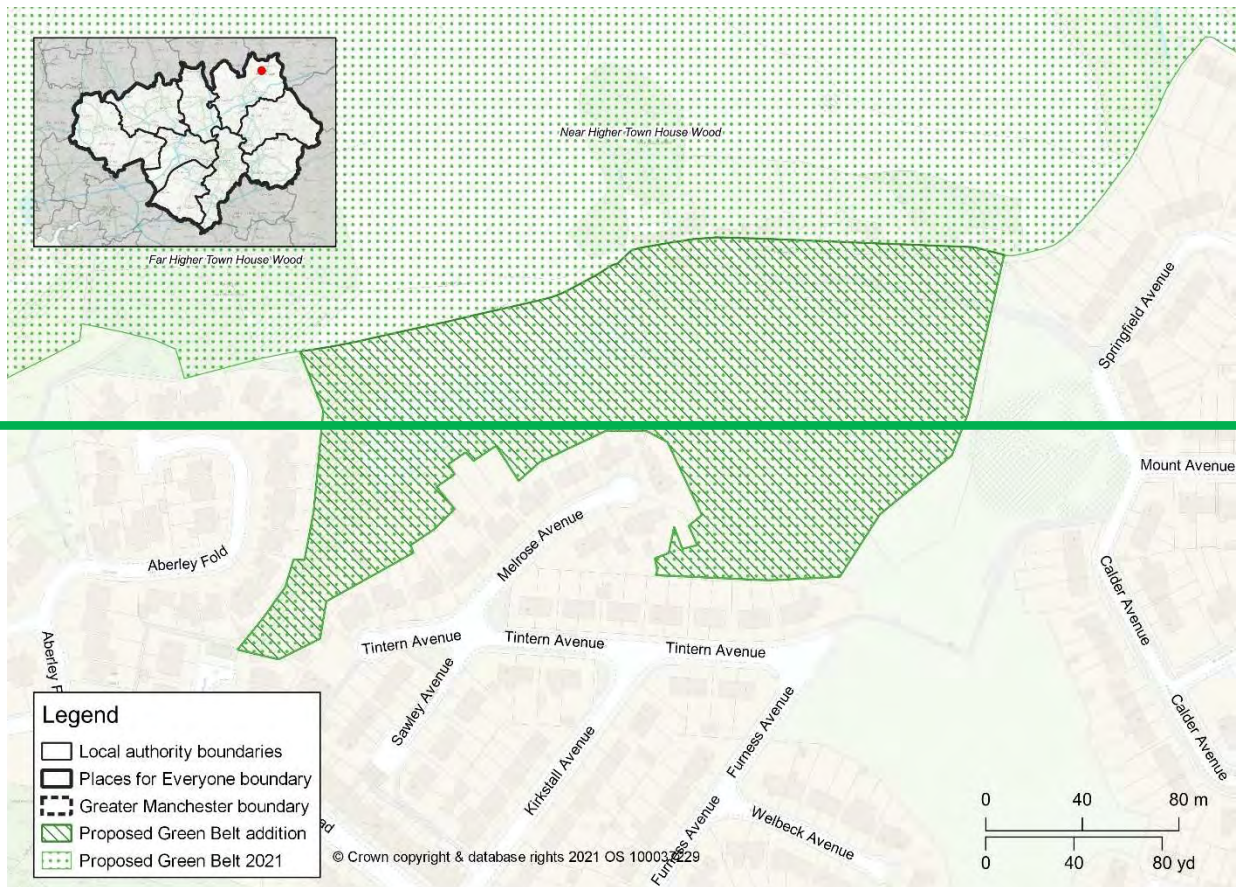 Near Higher Town House Wood
Far Higher Town House Wood
Springfield Avenue
Mount Avenue
Melrose Avenue
Aberley Fold
Calder Avenue
Aberley F
Tintern Avenue
Tintern Avenue
Tintern Avenue
Sawley Avenue
Furness Avenue
Kirkstall Avenue
Calder Avenue
Welbeck Avenue
Furness Avenue
ad
Legend
Local authority boundaries
Places for Everyone boundary
Greater Manchester boundary
Proposed Green Belt addition
Proposed Green Belt 2021
0 40 80 m
0 40 80 yd
© Crown copyright & database rights 2021 OS 100037229